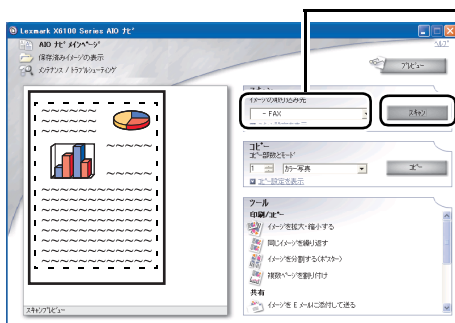 Lexmark X6100 Series AIO ナビ
AIO ナビ メインページ
保存済みイメージの表示
メンテナンス / トラブルシューティング
ヘルプ
プレビュー
スキャン
イメージの取り込み先
- FAX
スキャン
コピー
コピー部数とモード
1
カラー写真
コピー
コピー設定を表示
ツール
印刷/コピー
イメージを拡大・縮小する
同じイメージを繰り返す
イメージを分割する(ポスター)
複数ページを割り付け
共有
イメージを E メールに添付して送る
スキャンプレビュー